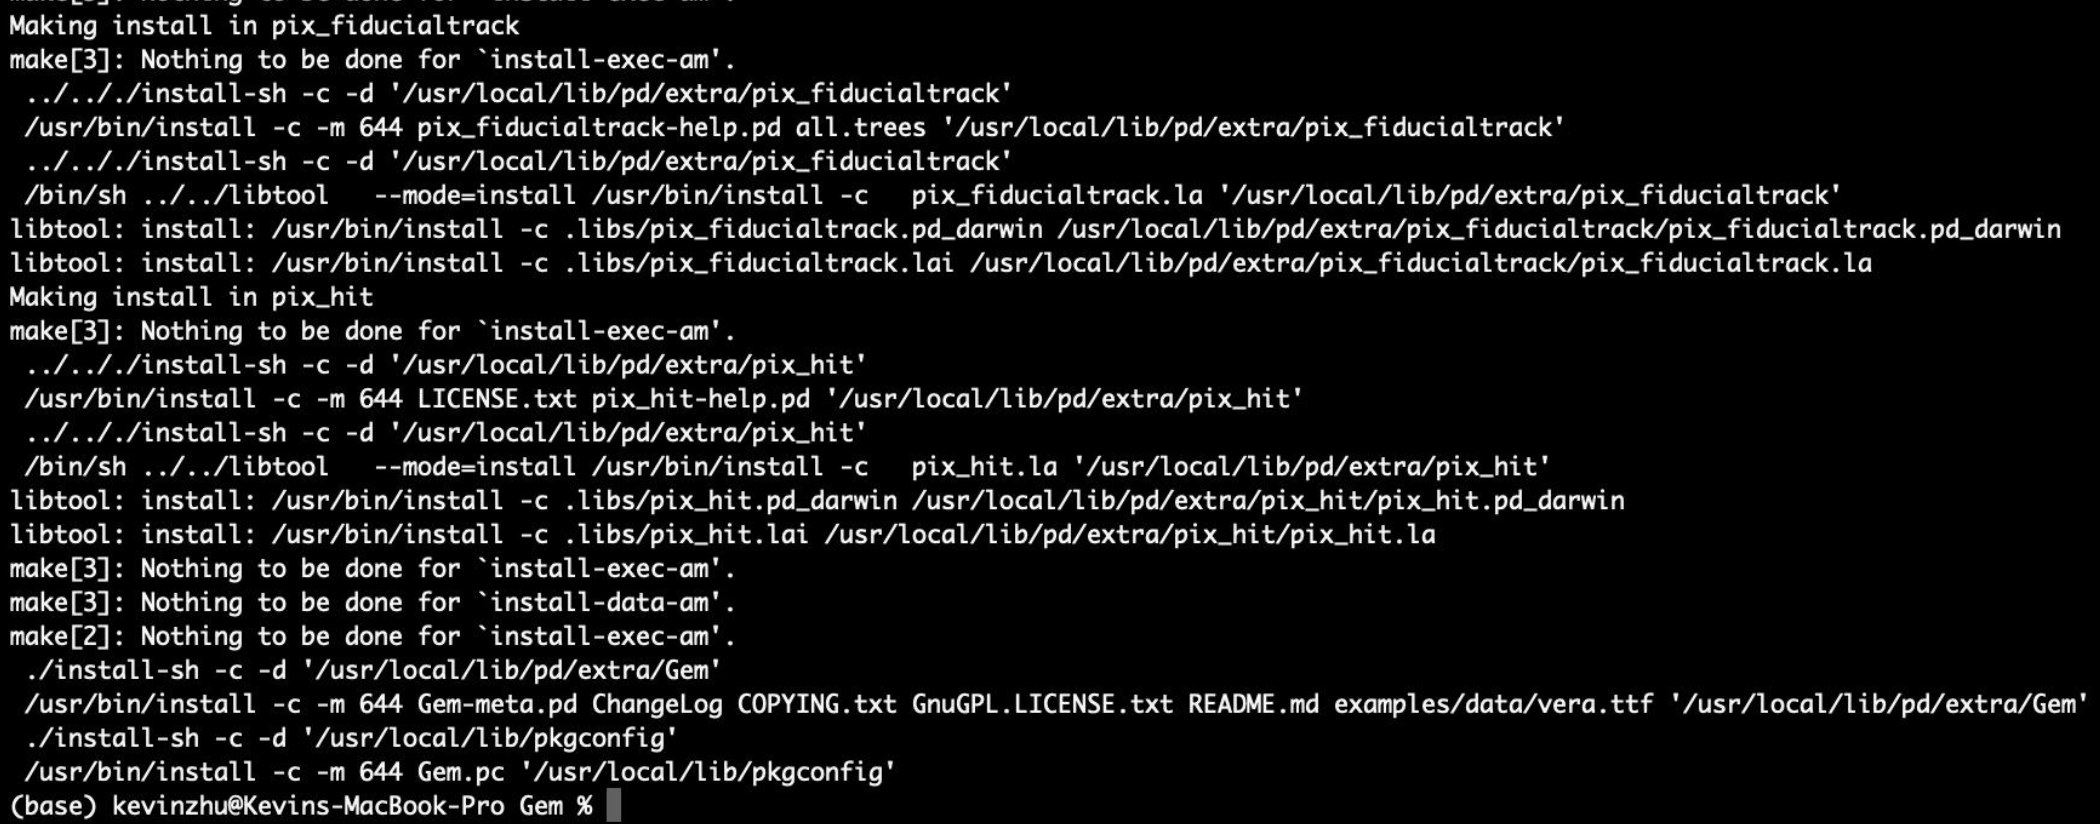 make[3]: Nothing to be done for `install-exec-am'.
Making install in pix_fiducialtrack
make[3]: Nothing to be done for `install-exec-am'.
 ../.././install-sh -c -d '/usr/local/lib/pd/extra/pix_fiducialtrack'
 /usr/bin/install -c -m 644 pix_fiducialtrack-help.pd all.trees '/usr/local/lib/pd/extra/pix_fiducialtrack'
 ../.././install-sh -c -d '/usr/local/lib/pd/extra/pix_fiducialtrack'
 /bin/sh ../../libtool   --mode=install /usr/bin/install -c   pix_fiducialtrack.la '/usr/local/lib/pd/extra/pix_fiducialtrack'
libtool: install: /usr/bin/install -c .libs/pix_fiducialtrack.pd_darwin /usr/local/lib/pd/extra/pix_fiducialtrack/pix_fiducialtrack.pd_darwin
libtool: install: /usr/bin/install -c .libs/pix_fiducialtrack.lai /usr/local/lib/pd/extra/pix_fiducialtrack/pix_fiducialtrack.la
Making install in pix_hit
make[3]: Nothing to be done for `install-exec-am'.
 ../.././install-sh -c -d '/usr/local/lib/pd/extra/pix_hit'
 /usr/bin/install -c -m 644 LICENSE.txt pix_hit-help.pd '/usr/local/lib/pd/extra/pix_hit'
 ../.././install-sh -c -d '/usr/local/lib/pd/extra/pix_hit'
 /bin/sh ../../libtool   --mode=install /usr/bin/install -c   pix_hit.la '/usr/local/lib/pd/extra/pix_hit'
libtool: install: /usr/bin/install -c .libs/pix_hit.pd_darwin /usr/local/lib/pd/extra/pix_hit/pix_hit.pd_darwin
libtool: install: /usr/bin/install -c .libs/pix_hit.lai /usr/local/lib/pd/extra/pix_hit/pix_hit.la
make[3]: Nothing to be done for `install-exec-am'.
make[3]: Nothing to be done for `install-data-am'.
make[2]: Nothing to be done for `install-exec-am'.
 ./install-sh -c -d '/usr/local/lib/pd/extra/Gem'
 /usr/bin/install -c -m 644 Gem-meta.pd ChangeLog COPYING.txt GnuGPL.LICENSE.txt README.md examples/data/vera.ttf '/usr/local/lib/pd/extra/Gem'
 ./install-sh -c -d '/usr/local/lib/pkgconfig'
 /usr/bin/install -c -m 644 Gem.pc '/usr/local/lib/pkgconfig'
(base) kevinzhu@Kevins-MacBook-Pro Gem %